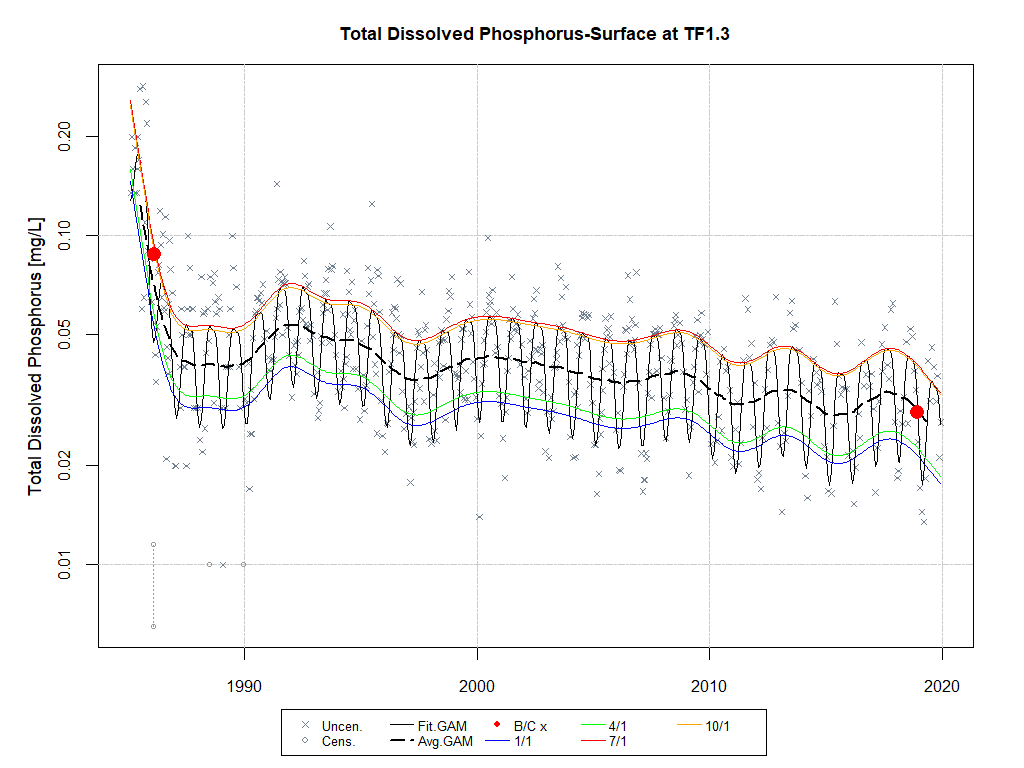 Total Dissolved Phosphorus-Surface at TF1.3
Total Dissolved Phosphorus [mg/L]
0.20
0.10
0.05
0.02
0.01
1990 2000 2010 2020
Uncen. Fit.GAM B/C x 4/1 10/1
Cens. Avg.GAM 1/1 7/1